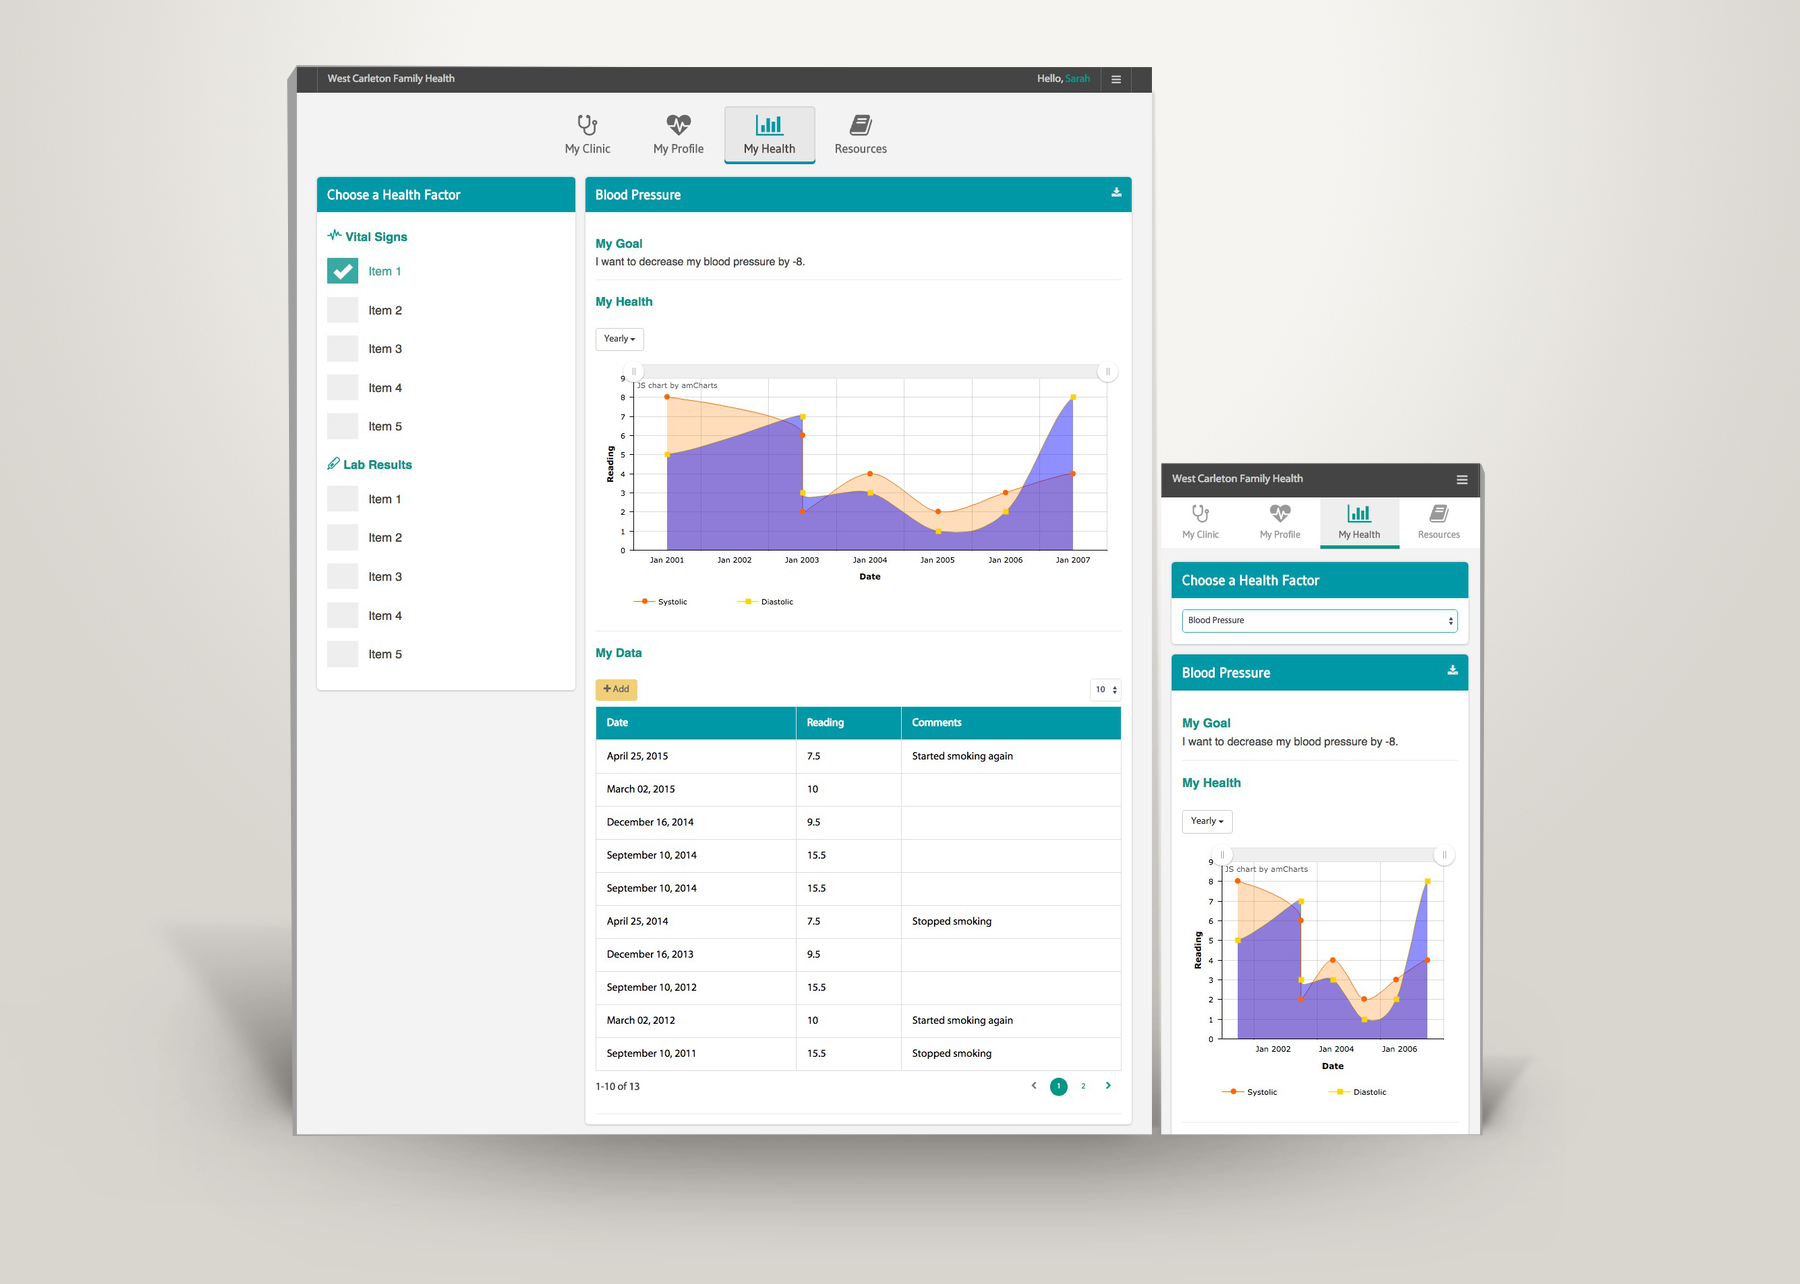 West Carleton Family Health
Hello, Sarah
My Clinic
My Profile
My Health
Resources
Choose a Health Factor
Vital Signs
Item 1
Item 2
Item 3
Item 4
Item 5
Lab Results
Item 1
Item 2
Item 3
Item 4
Item 5
Blood Pressure
My Goal
I want to decrease my blood pressure by -8.
My Health
Yearly
JS chart by amCharts
9
8
7
6
5
4
3
2
1
0
Reading
Jan 2001 Jan 2002 Jan 2003 Jan 2004 Jan 2005 Jan 2006 Jan 2007
Date
Systolic Diastolic
My Data
+ Add
10
Date Reading Comments
April 25, 2015 7.5 Started smoking again
March 02, 2015 10
December 16, 2014 9.5
September 10, 2014 15.5
September 10, 2014 15.5
April 25, 2014 7.5 Stopped smoking
December 16, 2013 9.5
September 10, 2012 15.5
March 02, 2012 10 Started smoking again
September 10, 2011 15.5 Stopped smoking
1-10 of 13
1 2
West Carleton Family Health
My Clinic
My Profile
My Health
Resources
Choose a Health Factor
Blood Pressure
Blood Pressure
My Goal
I want to decrease my blood pressure by -8.
My Health
Yearly
JS chart by amCharts
9
8
7
6
5
4
3
2
1
0
Reading
Jan 2002 Jan 2004 Jan 2006
Date
Systolic Diastolic